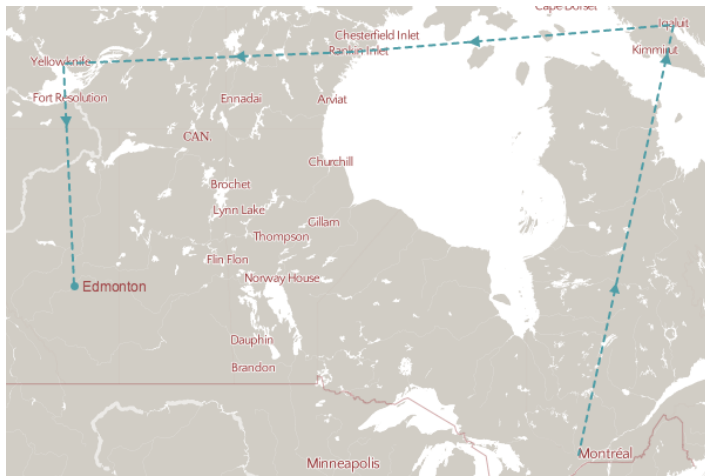 Cape Dorset
Iqaluit
Chesterfield Inlet
Rankin Inlet
Kimmirut
Yellowknife
Fort Resolution
Ennadai
Arviat
CAN.
Churchill
Brochet
Lynn Lake
Gillam
Thompson
Flin Flon
Norway House
Edmonton
Dauphin
Brandon
Montréal
Minneapolis